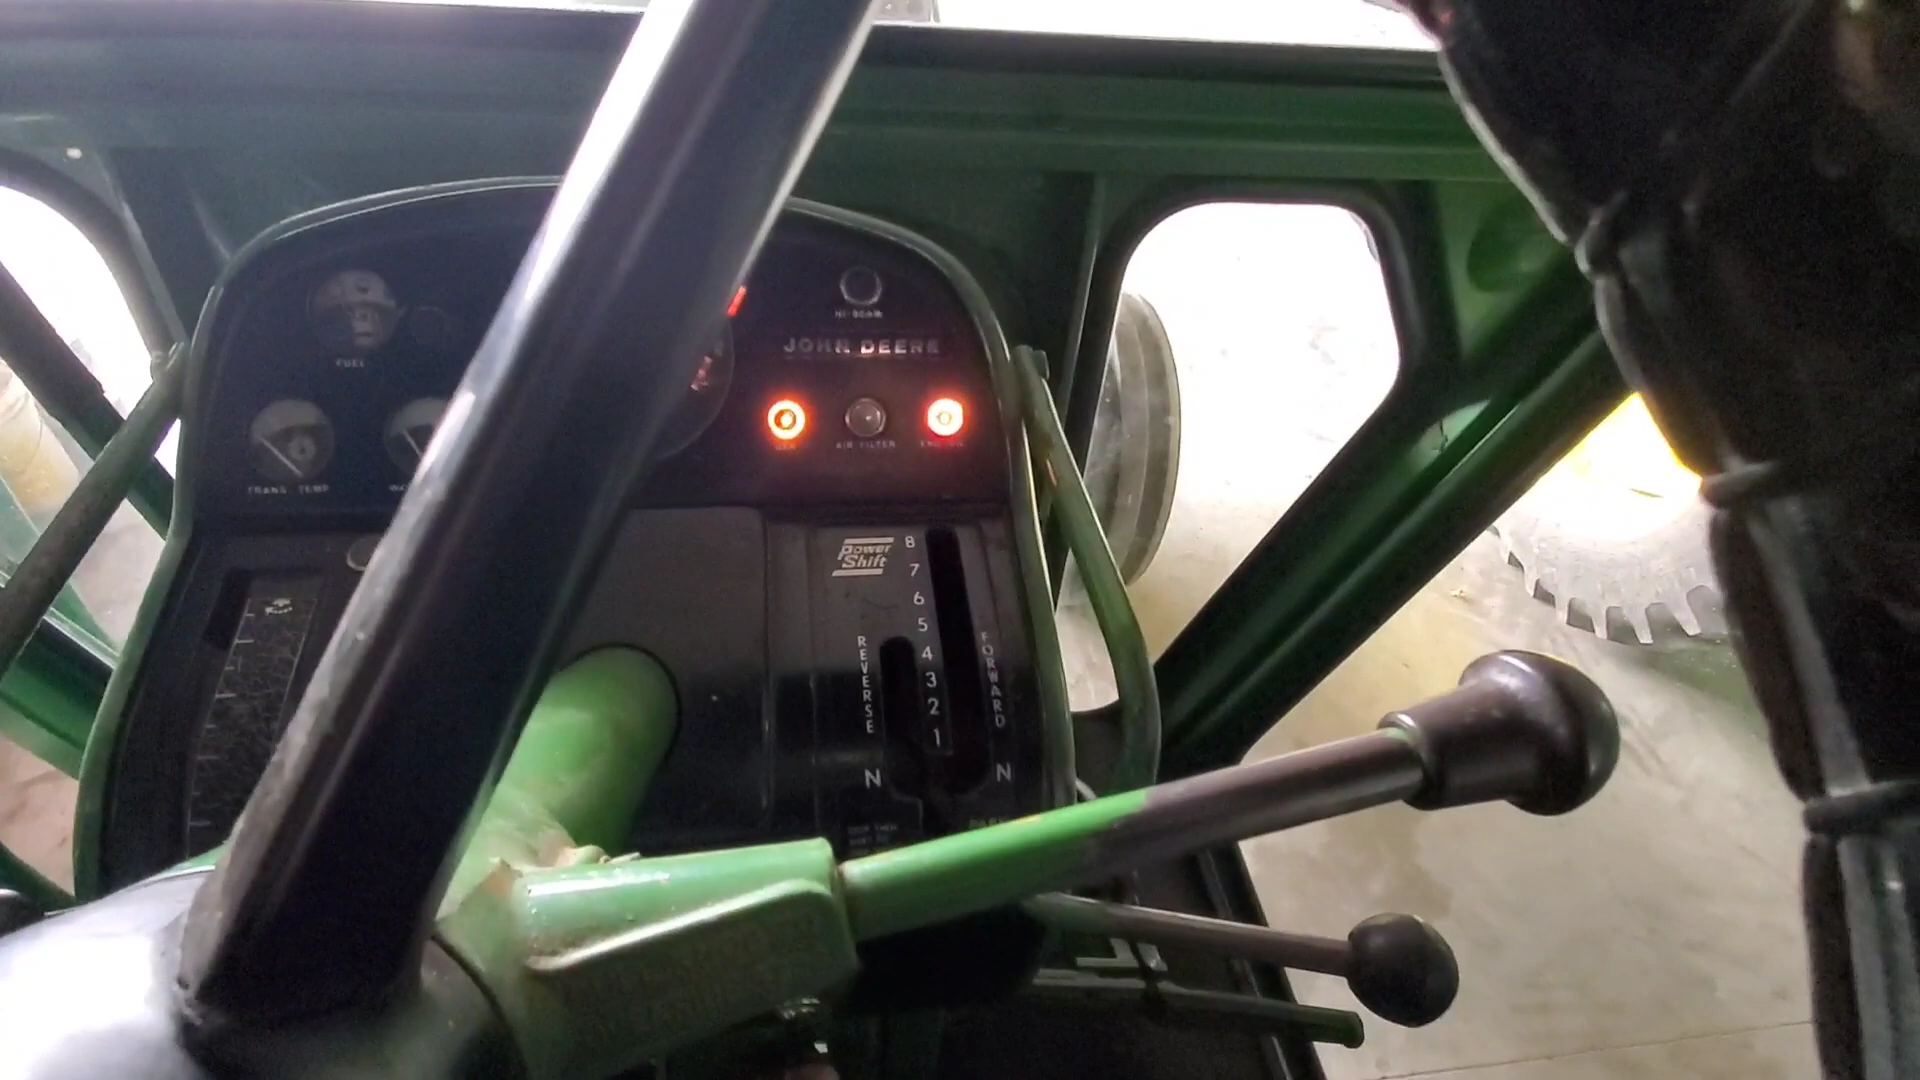 HI-BEAM
JOHN DEERE
FUEL
AIR FILTER
TRANS. TEMP
Power
Shift
8
7
6
5
4
3
2
1
REVERSE
FORWARD
N
N